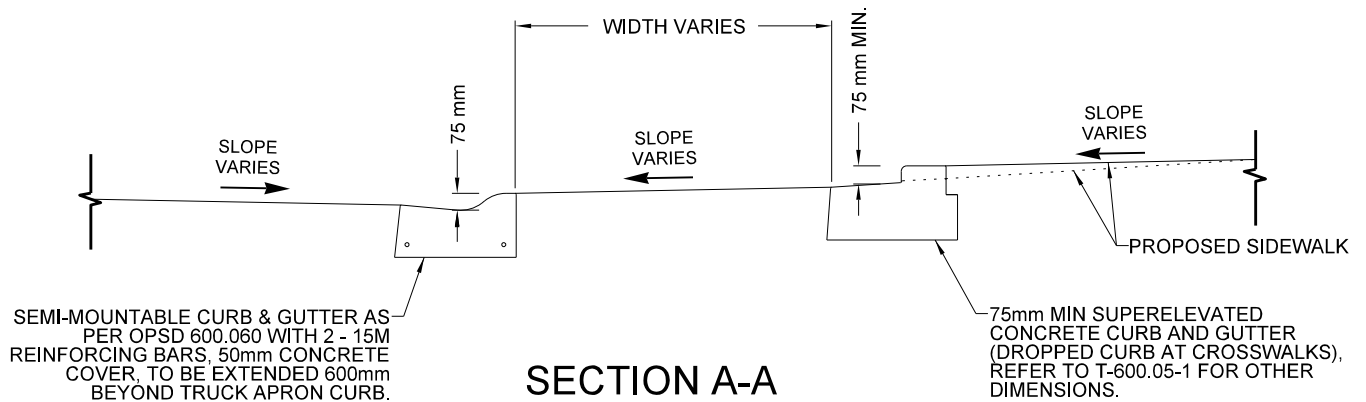 WIDTH VARIES
75 mm
75 mm MIN.
SLOPE
VARIES
SLOPE
VARIES
SLOPE
VARIES
PROPOSED SIDEWALK
SEMI-MOUNTABLE CURB & GUTTER AS
PER OPSD 600.060 WITH 2 - 15M
REINFORCING BARS, 50mm CONCRETE
COVER, TO BE EXTENDED 600mm
BEYOND TRUCK APRON CURB.
SECTION A-A
75mm MIN SUPERELEVATED
CONCRETE CURB AND GUTTER
(DROPPED CURB AT CROSSWALKS),
REFER TO T-600.05-1 FOR OTHER
DIMENSIONS.